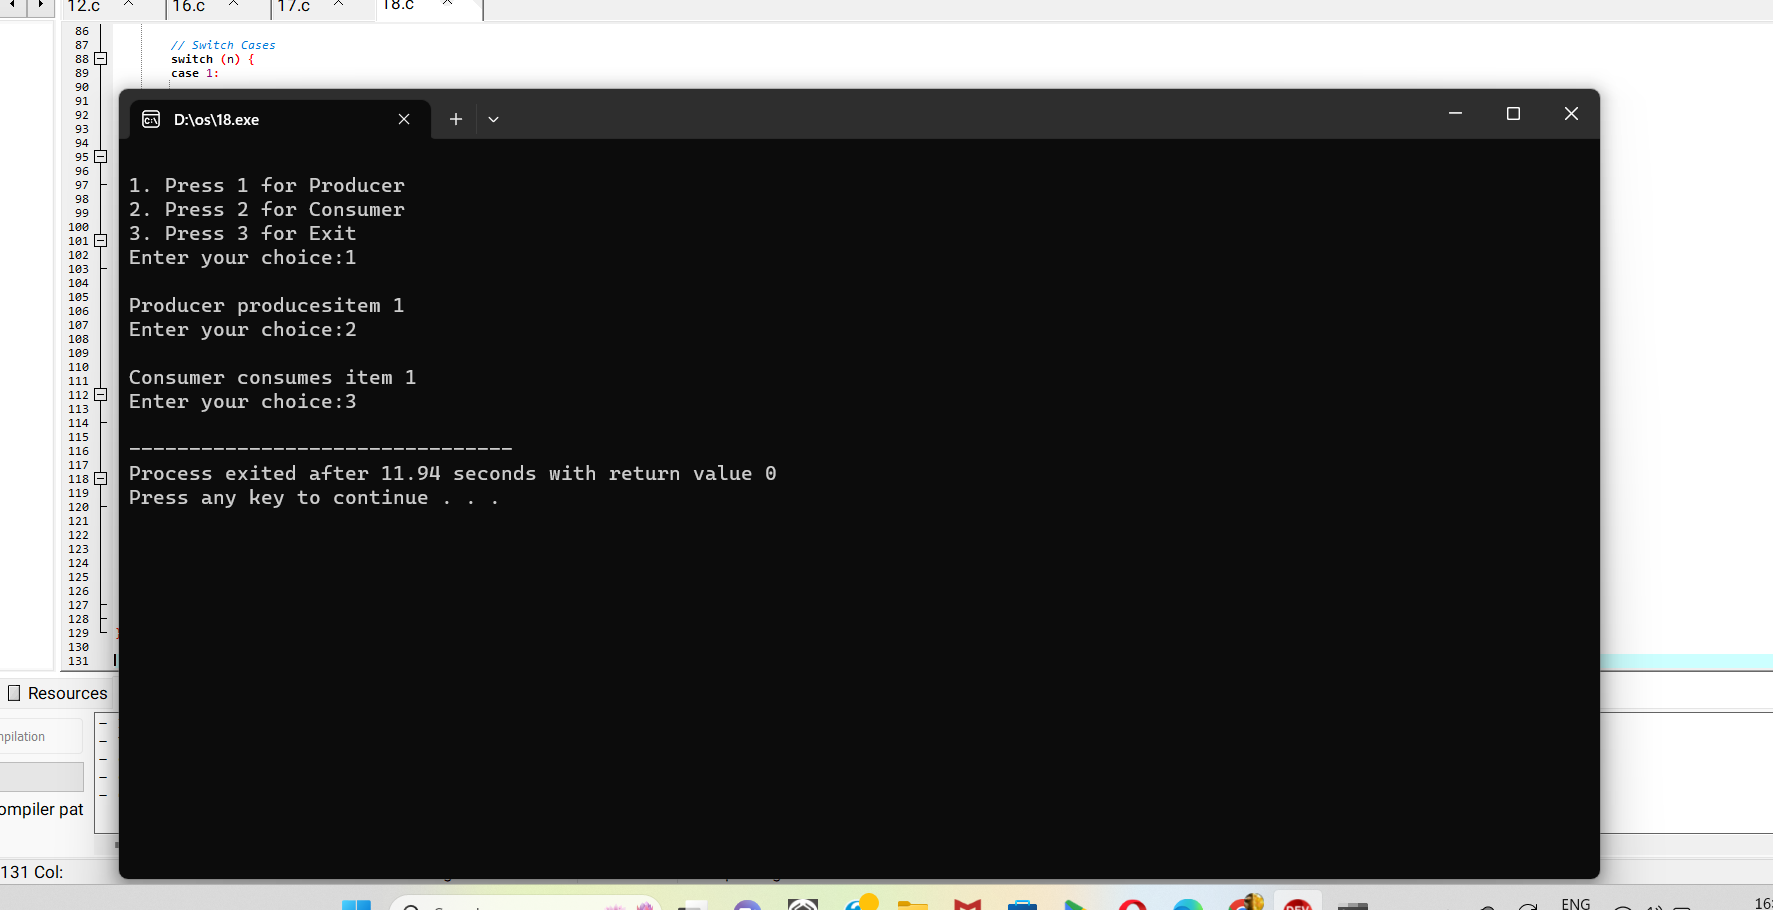 12.c 16.c 17.c 18.c
86
87 // Switch Cases
88 switch (n) {
89 case 1:
90
91
92
93
94
95
96
97
98
99
100
101
102
103
104
105
106
107
108
109
110
111
112
113
114
115
116
117
118
119
120
121
122
123
124
125
126
127
128
129 }
130
131
D:\os\18.exe
1. Press 1 for Producer
2. Press 2 for Consumer
3. Press 3 for Exit
Enter your choice:1
Producer producesitem 1
Enter your choice:2
Consumer consumes item 1
Enter your choice:3
--------------------------------
Process exited after 11.94 seconds with return value 0
Press any key to continue . . .
Resources
mpilation
ompiler pat
131 Col:
DEV
ENG
16: